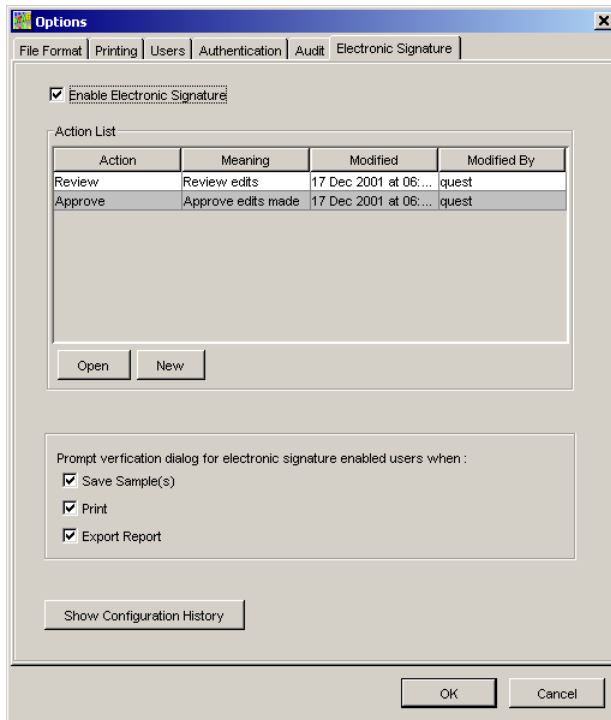 Options
File Format Printing Users Authentication Audit Electronic Signature
Enable Electronic Signature
Action List
Action Meaning Modified Modified By
Review Review edits 17 Dec 2001 at 06:... quest
Approve Approve edits made 17 Dec 2001 at 06:... quest
Open New
Prompt verfication dialog for electronic signature enabled users when :
Save Sample(s)
Print
Export Report
Show Configuration History
OK Cancel